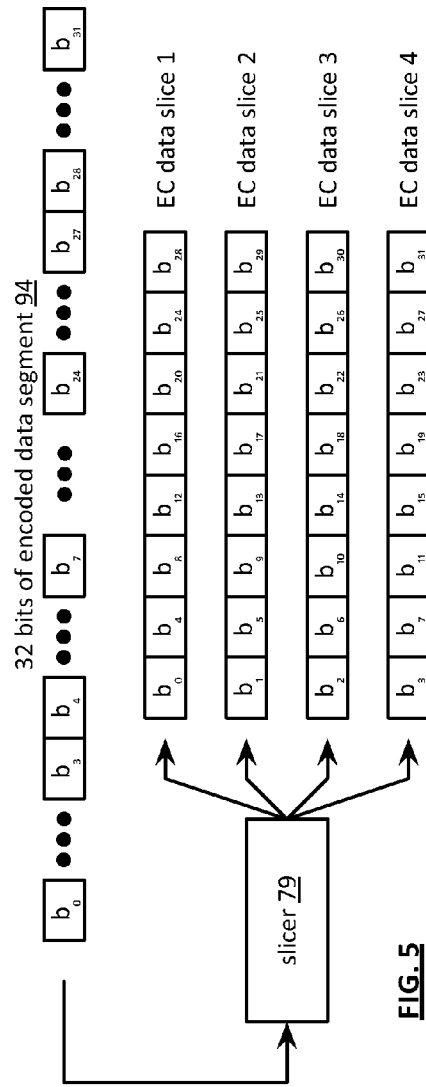 32 bits of encoded data segment 94
b0 ●●● b3 b4 ●●● b7 ●●● b24 ●●● b27 b28 ●●● b31
b0 b4 b8 b12 b16 b20 b24 b28 EC data slice 1
b1 b5 b9 b13 b17 b21 b25 b29 EC data slice 2
b2 b6 b10 b14 b18 b22 b26 b30 EC data slice 3
b3 b7 b11 b15 b19 b23 b27 b31 EC data slice 4
slicer 79
FIG. 5